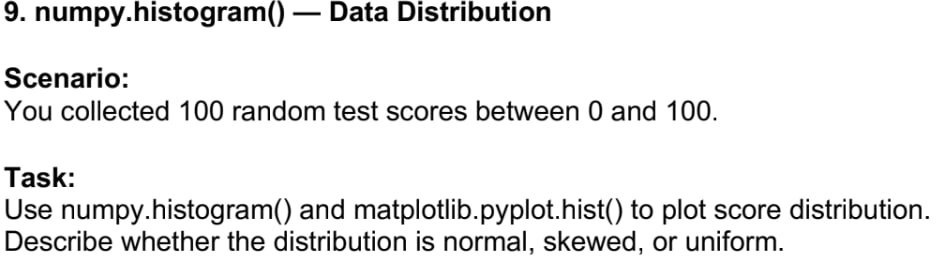 9. numpy.histogram() — Data Distribution
Scenario:
You collected 100 random test scores between 0 and 100.
Task:
Use numpy.histogram() and matplotlib.pyplot.hist() to plot score distribution.
Describe whether the distribution is normal, skewed, or uniform.